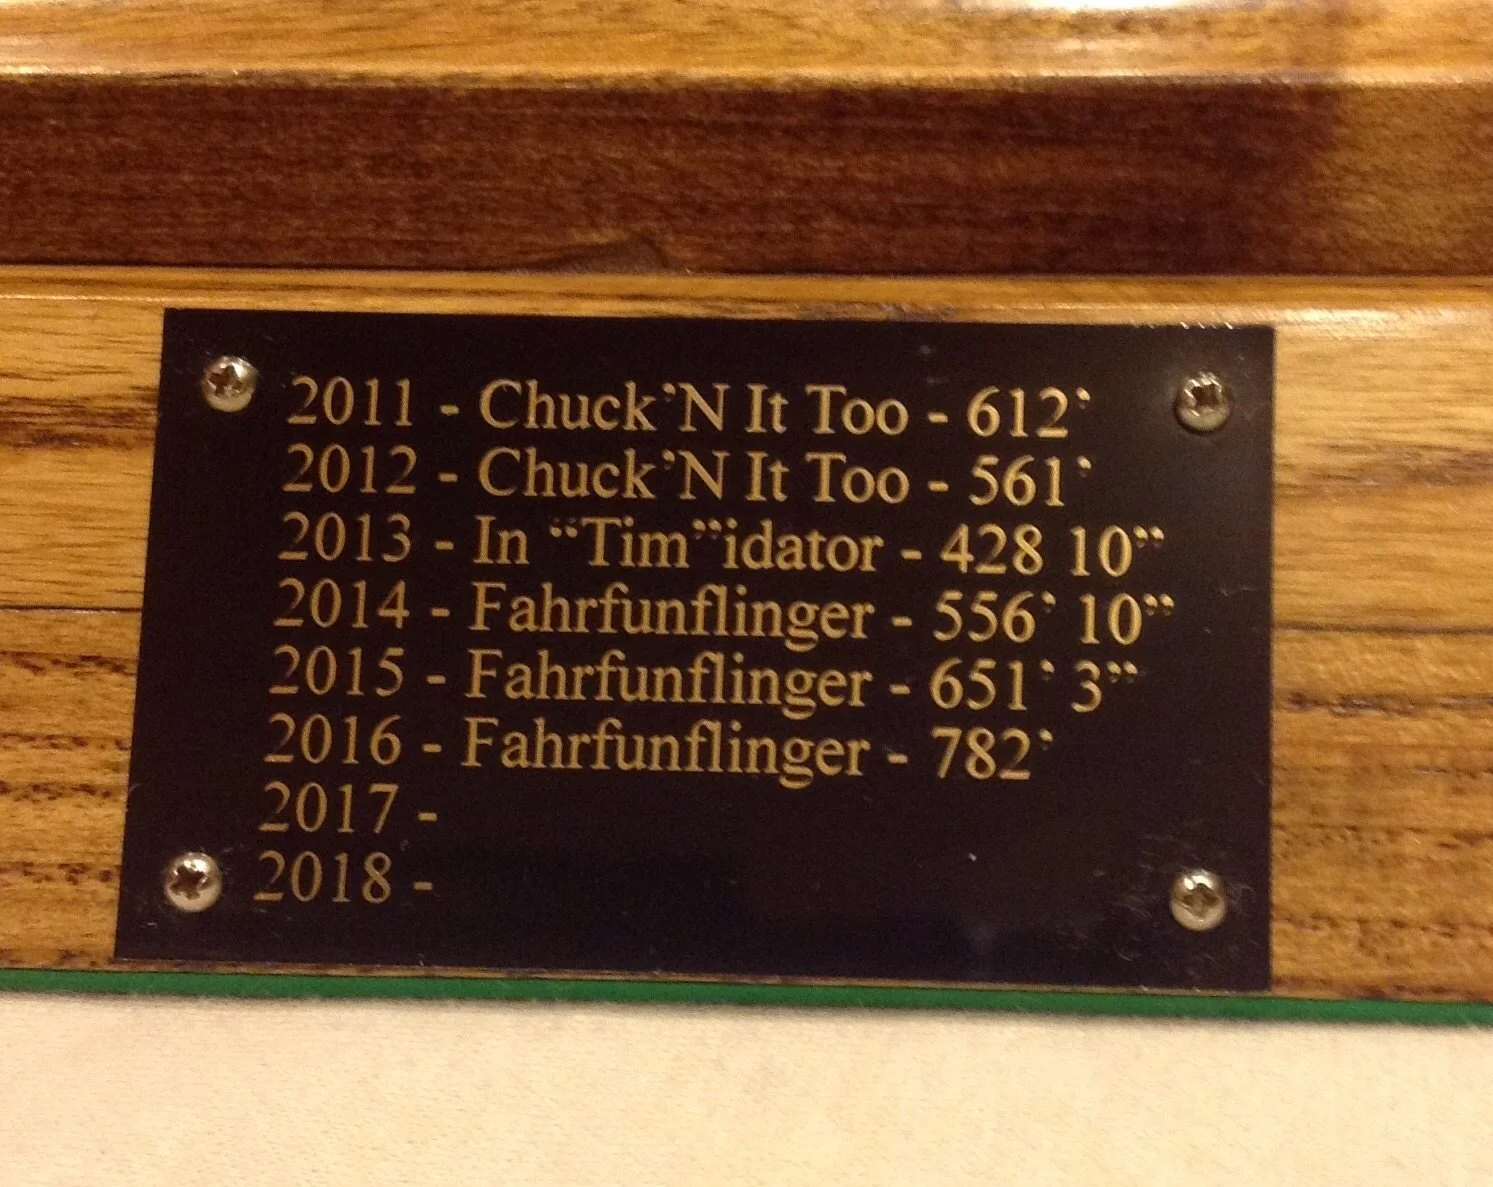 2011 - Chuck'N It Too - 612'
2012 - Chuck'N It Too - 561'
2013 - In “Tim”idator - 428 10”
2014 - Fahrfunflinger - 556' 10”
2015 - Fahrfunflinger - 651' 3”
2016 - Fahrfunflinger - 782'
2017 -
2018 -